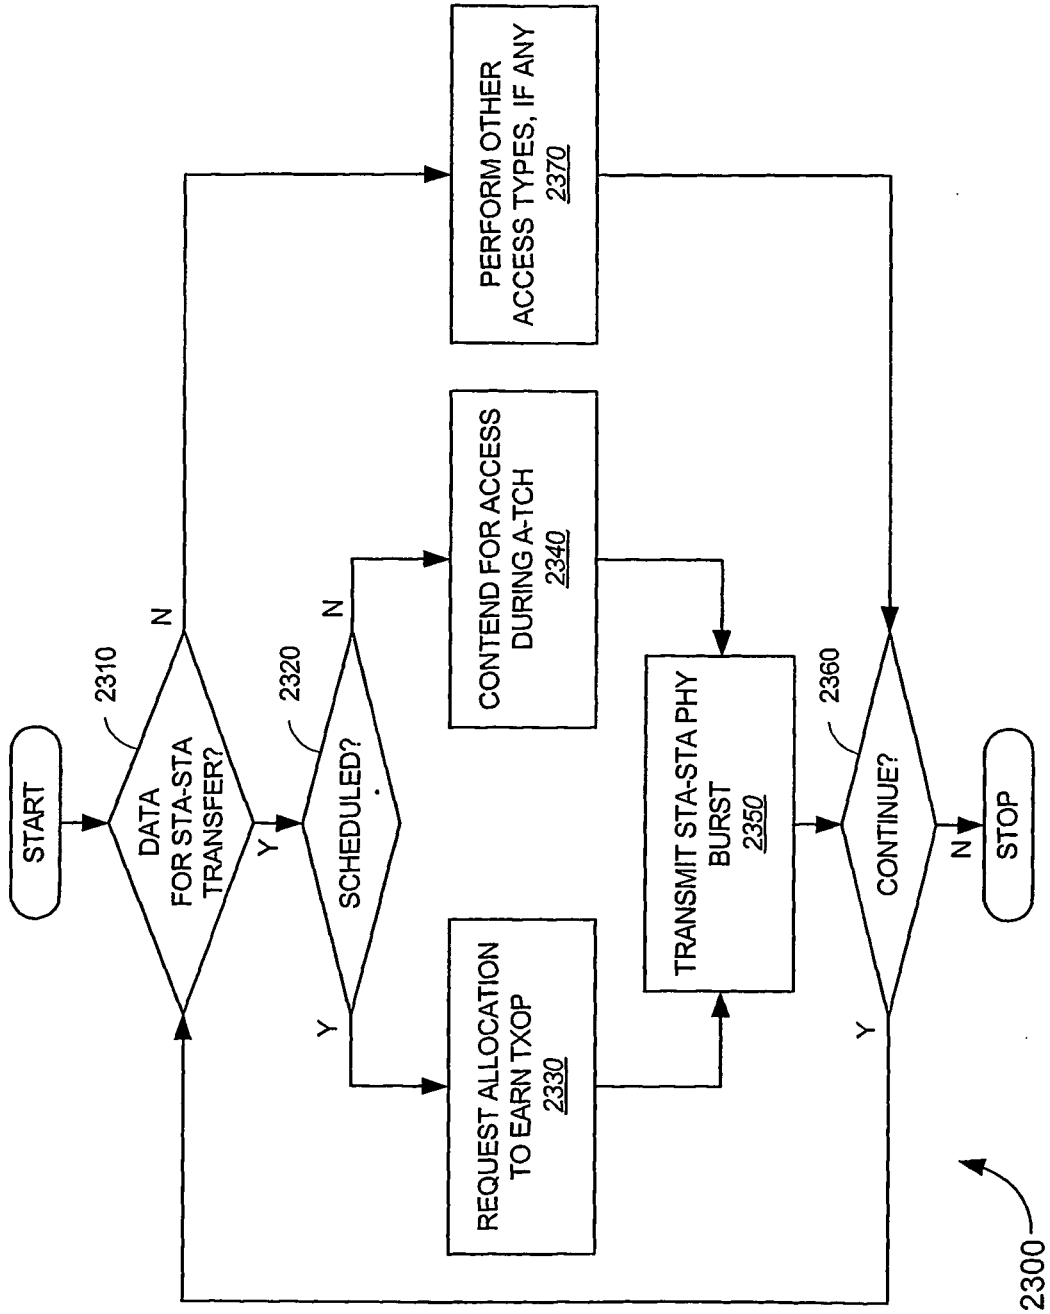 START
2310
DATA
FOR STA-STA
TRANSFER?
N
Y
2320
SCHEDULED?
Y
N
REQUEST ALLOCATION
TO EARN TXOP
2330
CONTEND FOR ACCESS
DURING A-TCH
2340
PERFORM OTHER
ACCESS TYPES, IF ANY
2370
TRANSMIT STA-STA PHY
BURST
2350
2360
CONTINUE?
Y
N
STOP
2300